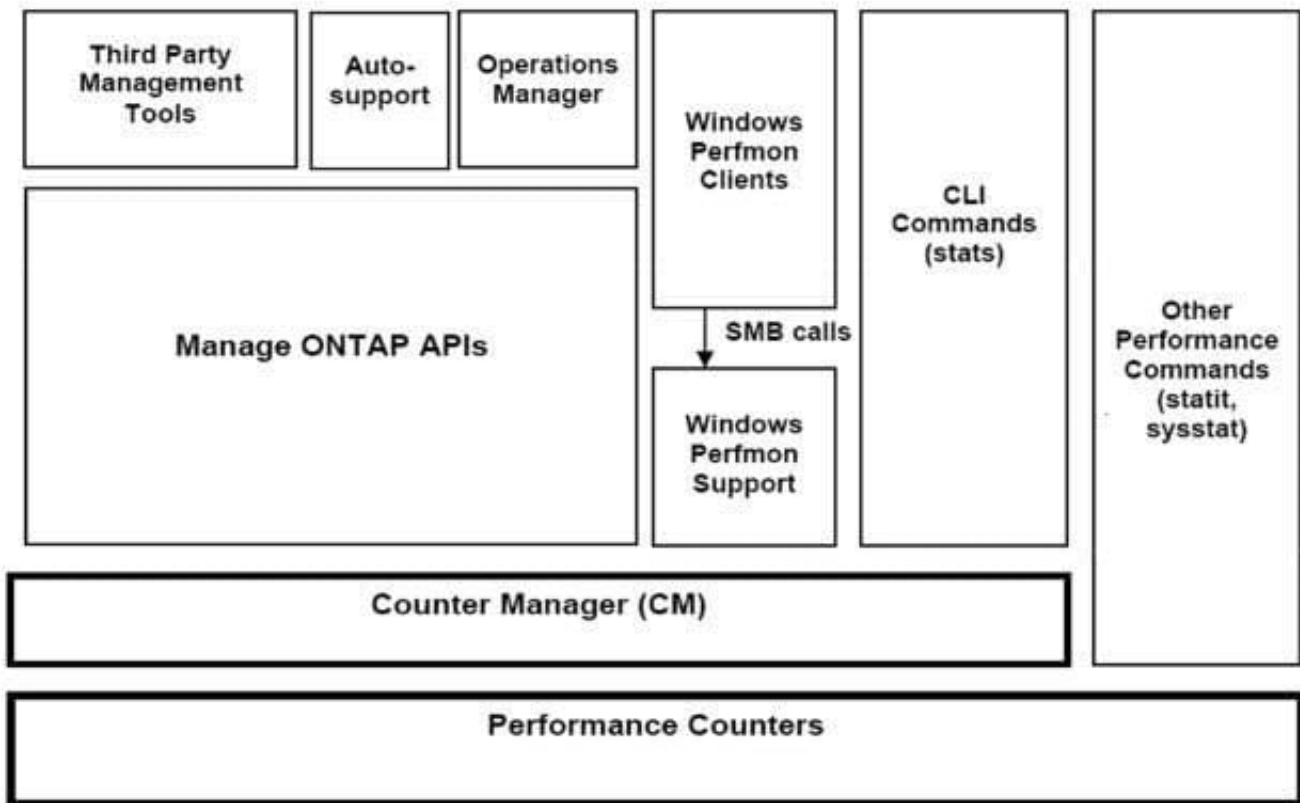 Third Party
Management
Tools
Auto-
support
Operations
Manager
Windows
Perfmon
Clients
CLI
Commands
(stats)
Manage ONTAP APIs
SMB calls
Other
Performance
Commands
(statit,
sysstat)
Windows
Perfmon
Support
Counter Manager (CM)
Performance Counters